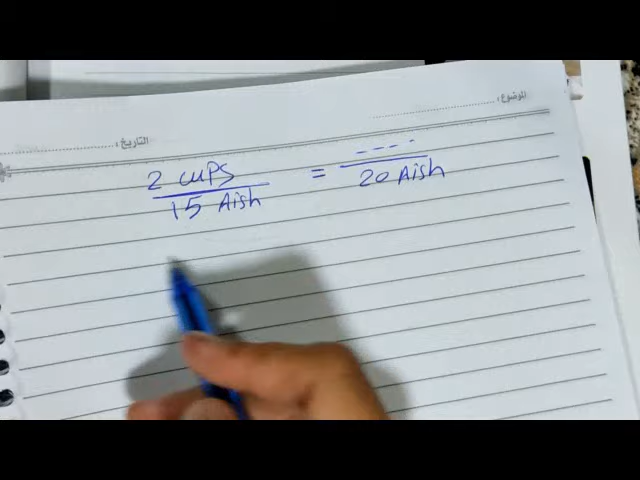 الموضوع:
التاريخ:
2 cups = ----
15 Aish 20 Aish